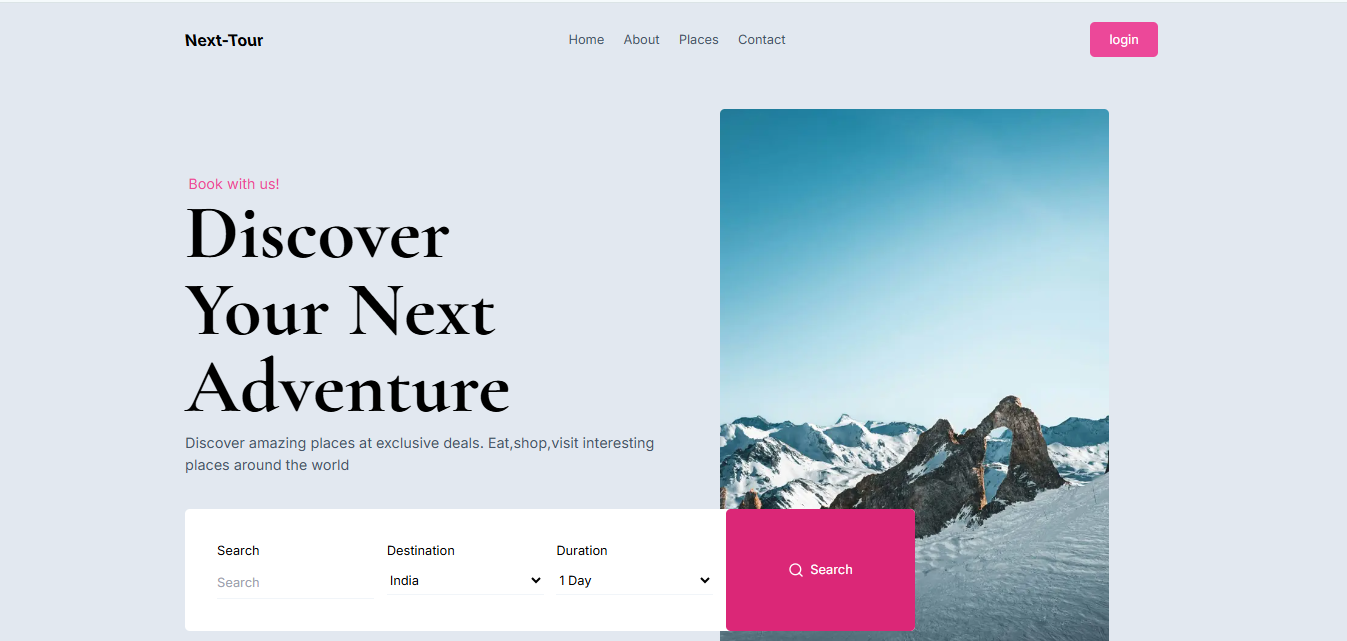 Next-Tour
Home About Places Contact
login
Book with us!
Discover
Your Next
Adventure
Discover amazing places at exclusive deals. Eat,shop,visit interesting
places around the world
Search Destination Duration
Search India 1 Day
Search